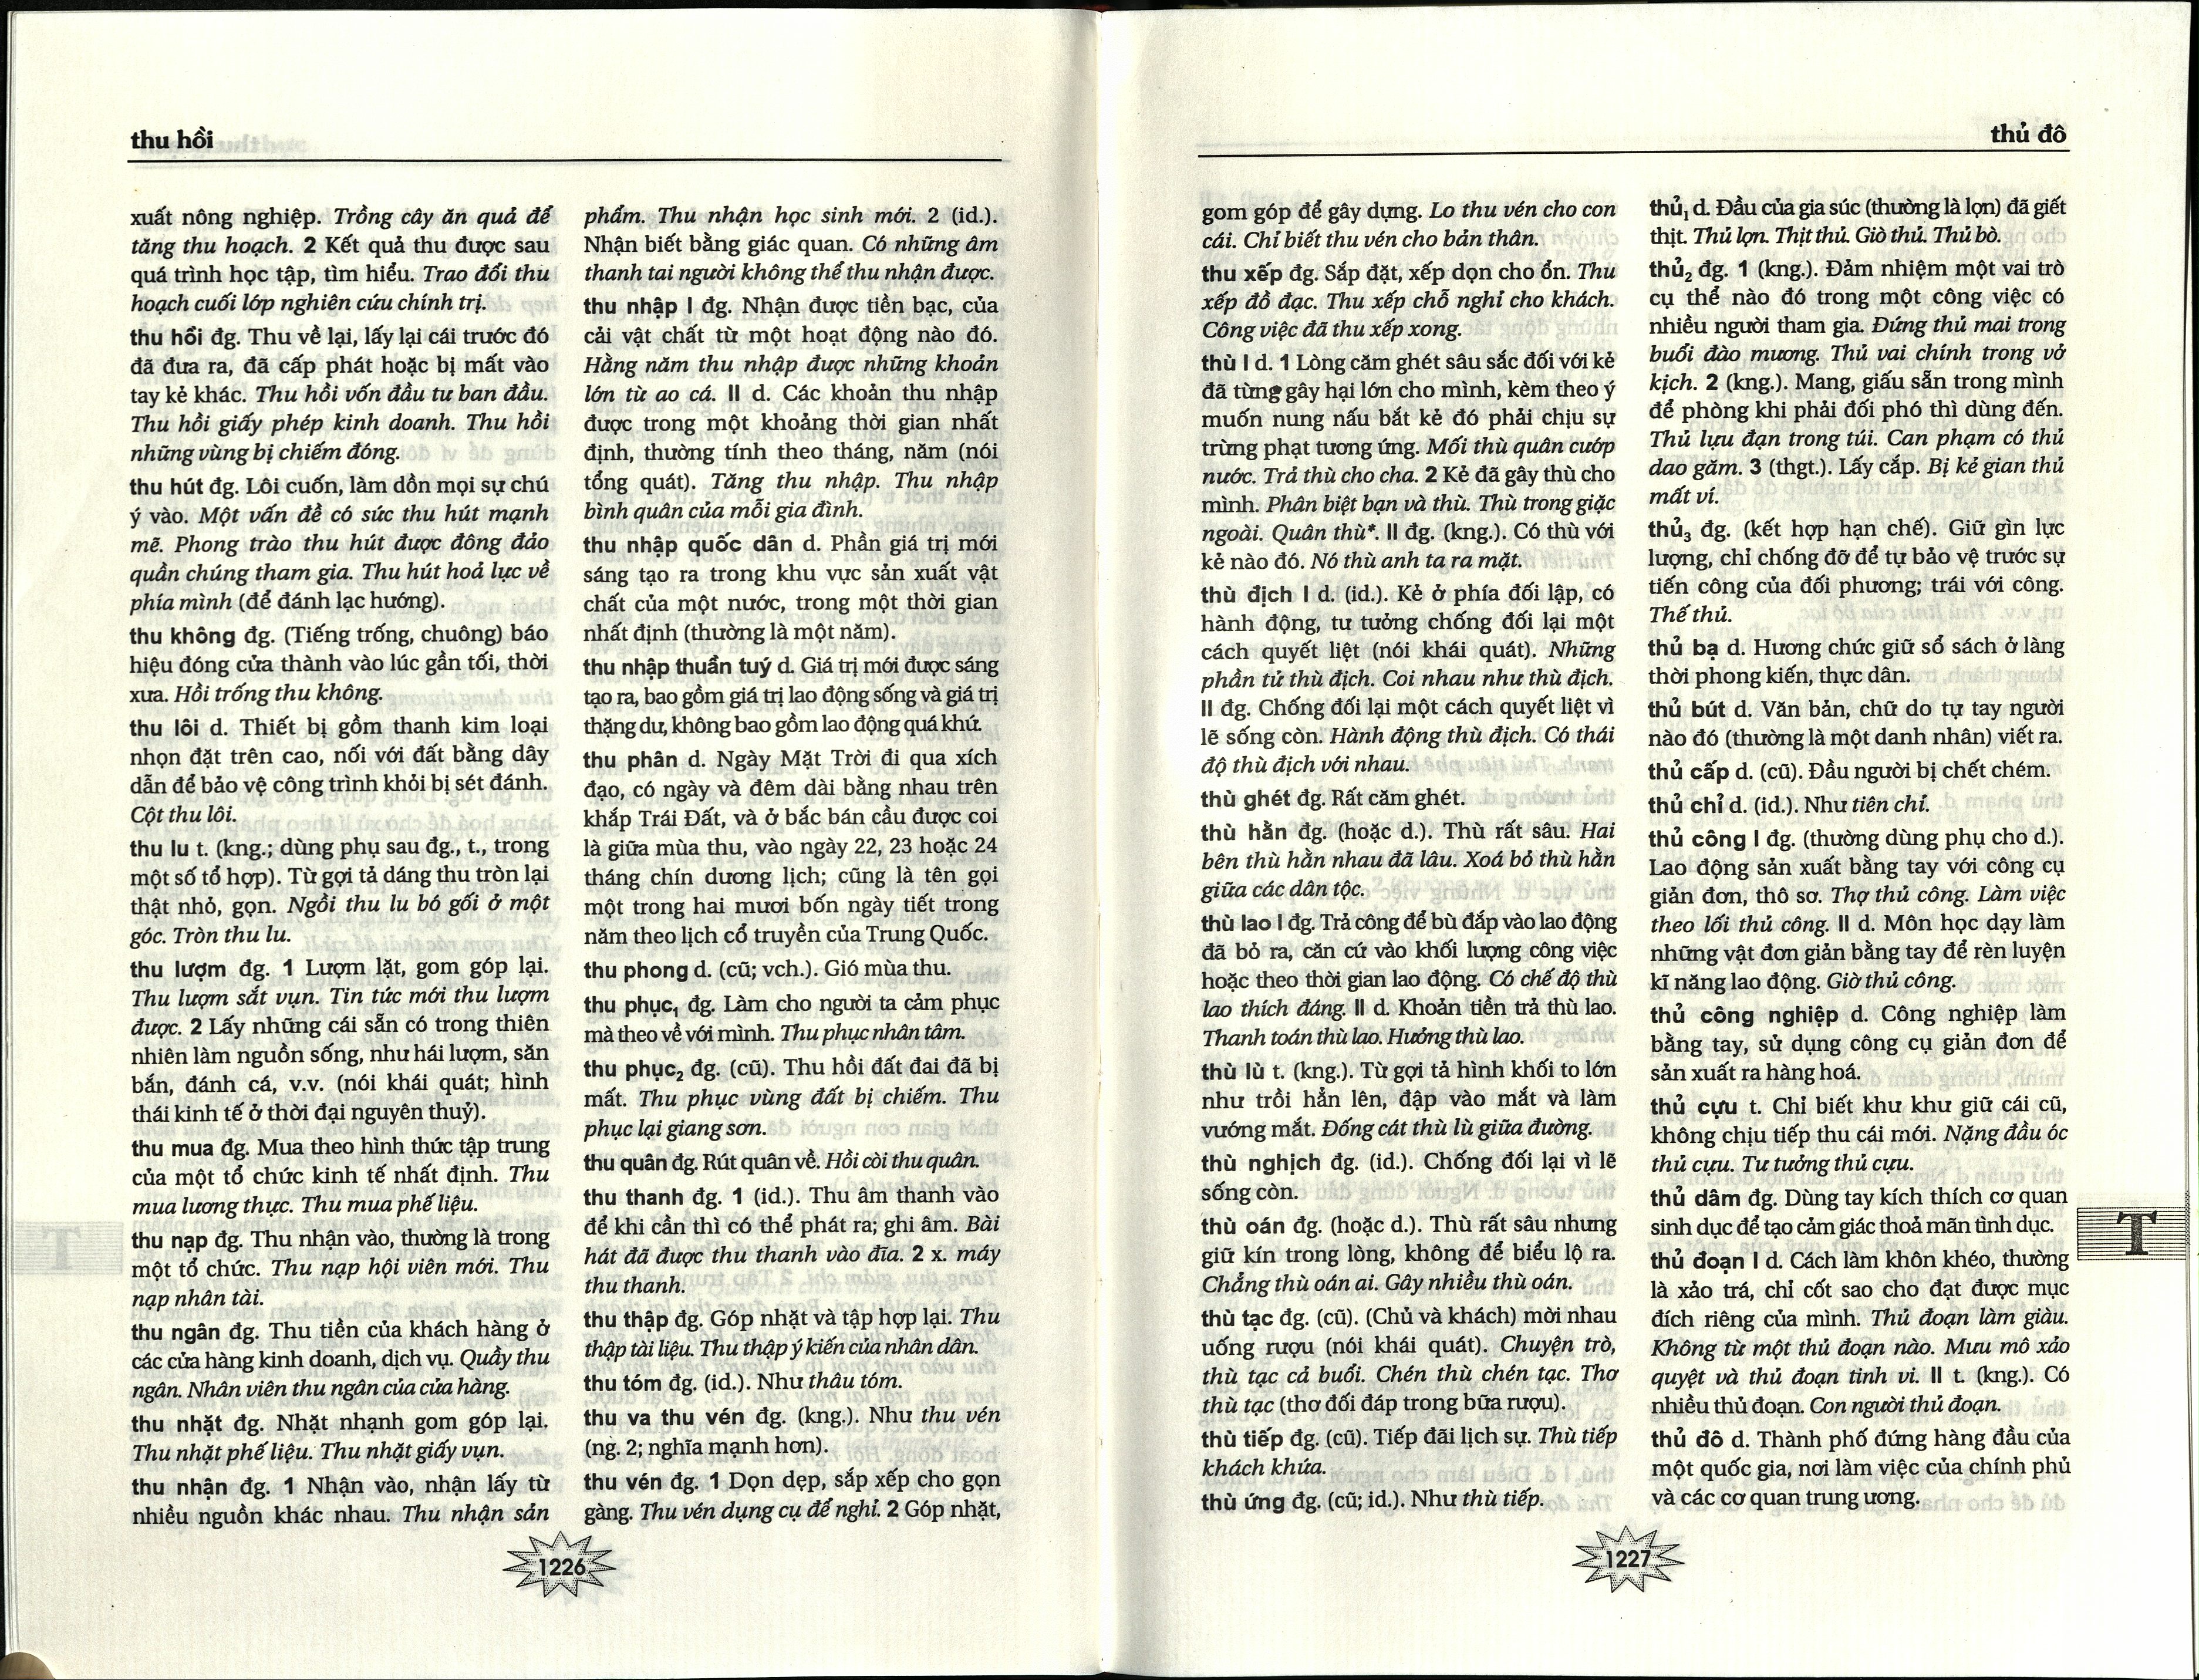 thu hồi
xuất nông nghiệp. Trồng cây ăn quả để
tăng thu hoạch. 2 Kết quả thu được sau
quá trình học tập, tìm hiểu. Trao đổi thu
hoạch cuối lớp nghiên cứu chính trị.
thu hồi đg. Thu về lại, lấy lại cái trước đó
đã đưa ra, đã cấp phát hoặc bị mất vào
tay kẻ khác. Thu hồi vốn đầu tư ban đầu.
Thu hồi giấy phép kinh doanh. Thu hồi
những vùng bị chiếm đóng.
thu hút đg. Lôi cuốn, làm dồn mọi sự chú
ý vào. Một vấn đề có sức thu hút mạnh
mẽ. Phong trào thu hút được đông đảo
quần chúng tham gia. Thu hút hoả lực về
phía mình (để đánh lạc hướng).
thu không đg. (Tiếng trống, chuông) báo
hiệu đóng cửa thành vào lúc gần tối, thời
xưa. Hồi trống thu không.
thu lôi d. Thiết bị gồm thanh kim loại
nhọn đặt trên cao, nối với đất bằng dây
dẫn để bảo vệ công trình khỏi bị sét đánh.
Cột thu lôi.
thu lu t. (kng.; dùng phụ sau đg., t., trong
một số tổ hợp). Từ gợi tả dáng thu tròn lại
thật nhỏ, gọn. Ngồi thu lu bó gối ở một
góc. Tròn thu lu.
thu lượm đg. 1 Lượm lặt, gom góp lại.
Thu lượm sắt vụn. Tin tức mới thu lượm
được. 2 Lấy những cái sẵn có trong thiên
nhiên làm nguồn sống, như hái lượm, săn
bắn, đánh cá, v.v. (nói khái quát; hình
thái kinh tế ở thời đại nguyên thuỷ).
thu mua đg. Mua theo hình thức tập trung
của một tổ chức kinh tế nhất định. Thu
mua lương thực. Thu mua phế liệu.
thu nạp đg. Thu nhận vào, thường là trong
một tổ chức. Thu nạp hội viên mới. Thu
nạp nhân tài.
thu ngân đg. Thu tiền của khách hàng ở
các cửa hàng kinh doanh, dịch vụ. Quầy thu
ngân. Nhân viên thu ngân của cửa hàng.
thu nhặt đg. Nhặt nhạnh gom góp lại.
Thu nhặt phế liệu. Thu nhặt giấy vụn.
thu nhận đg. 1 Nhận vào, nhận lấy từ
nhiều nguồn khác nhau. Thu nhận sản
phẩm. Thu nhận học sinh mới. 2 (id.).
Nhận biết bằng giác quan. Có những âm
thanh tai người không thể thu nhận được.
thu nhập I đg. Nhận được tiền bạc, của
cải vật chất từ một hoạt động nào đó.
Hằng năm thu nhập được những khoản
lớn từ ao cá. II d. Các khoản thu nhập
được trong một khoảng thời gian nhất
định, thường tính theo tháng, năm (nói
tổng quát). Tăng thu nhập. Thu nhập
bình quân của mỗi gia đình.
thu nhập quốc dân d. Phần giá trị mới
sáng tạo ra trong khu vực sản xuất vật
chất của một nước, trong một thời gian
nhất định (thường là một năm).
thu nhập thuần tuý d. Giá trị mới được sáng
tạo ra, bao gồm giá trị lao động sống và giá trị
thặng dư, không bao gồm lao động quá khứ.
thu phân d. Ngày Mặt Trời đi qua xích
đạo, có ngày và đêm dài bằng nhau trên
khắp Trái Đất, và ở bắc bán cầu được coi
là giữa mùa thu, vào ngày 22, 23 hoặc 24
tháng chín dương lịch; cũng là tên gọi
một trong hai mươi bốn ngày tiết trong
năm theo lịch cổ truyền của Trung Quốc.
thu phong d. (cũ; vch.). Gió mùa thu.
thu phục₁ đg. Làm cho người ta cảm phục
mà theo về với mình. Thu phục nhân tâm.
thu phục₂ đg. (cũ). Thu hồi đất đai đã bị
mất. Thu phục vùng đất bị chiếm. Thu
phục lại giang sơn.
thu quân đg. Rút quân về. Hồi còi thu quân.
thu thanh đg. 1 (id.). Thu âm thanh vào
để khi cần thì có thể phát ra; ghi âm. Bài
hát đã được thu thanh vào đĩa. 2 x. máy
thu thanh.
thu thập đg. Góp nhặt và tập hợp lại. Thu
thập tài liệu. Thu thập ý kiến của nhân dân.
thu tóm đg. (id.). Như thâu tóm.
thu va thu vén đg. (kng.). Như thu vén
(ng. 2; nghĩa mạnh hơn).
thu vén đg. 1 Dọn dẹp, sắp xếp cho gọn
gàng. Thu vén dụng cụ để nghỉ. 2 Góp nhặt,
1226
thủ đô
gom góp để gây dựng. Lo thu vén cho con
cái. Chỉ biết thu vén cho bản thân.
thu xếp đg. Sắp đặt, xếp dọn cho ổn. Thu
xếp đồ đạc. Thu xếp chỗ nghỉ cho khách.
Công việc đã thu xếp xong.
thù I d. 1 Lòng căm ghét sâu sắc đối với kẻ
đã từng gây hại lớn cho mình, kèm theo ý
muốn nung nấu bắt kẻ đó phải chịu sự
trừng phạt tương ứng. Mối thù quân cướp
nước. Trả thù cho cha. 2 Kẻ đã gây thù cho
mình. Phân biệt bạn và thù. Thù trong giặc
ngoài. Quân thù*. II đg. (kng.). Có thù với
kẻ nào đó. Nó thù anh ta ra mặt.
thù địch I d. (id.). Kẻ ở phía đối lập, có
hành động, tư tưởng chống đối lại một
cách quyết liệt (nói khái quát). Những
phần tử thù địch. Coi nhau như thù địch.
II đg. Chống đối lại một cách quyết liệt vì
lẽ sống còn. Hành động thù địch. Có thái
độ thù địch với nhau.
thù ghét đg. Rất căm ghét.
thù hằn đg. (hoặc d.). Thù rất sâu. Hai
bên thù hằn nhau đã lâu. Xoá bỏ thù hằn
giữa các dân tộc.
thù lao I đg. Trả công để bù đắp vào lao động
đã bỏ ra, căn cứ vào khối lượng công việc
hoặc theo thời gian lao động. Có chế độ thù
lao thích đáng. II d. Khoản tiền trả thù lao.
Thanh toán thù lao. Hưởng thù lao.
thù lù t. (kng.). Từ gợi tả hình khối to lớn
như trồi hẳn lên, đập vào mắt và làm
vướng mắt. Đống cát thù lù giữa đường.
thù nghịch đg. (id.). Chống đối lại vì lẽ
sống còn.
thù oán đg. (hoặc d.). Thù rất sâu nhưng
giữ kín trong lòng, không để biểu lộ ra.
Chẳng thù oán ai. Gây nhiều thù oán.
thù tạc đg. (cũ). (Chủ và khách) mời nhau
uống rượu (nói khái quát). Chuyện trò,
thù tạc cả buổi. Chén thù chén tạc. Thơ
thù tạc (thơ đối đáp trong bữa rượu).
thù tiếp đg. (cũ). Tiếp đãi lịch sự. Thù tiếp
khách khứa.
thù ứng đg. (cũ; id.). Như thù tiếp.
thủ₁ d. Đầu của gia súc (thường là lợn) đã giết
thịt. Thủ lợn. Thịt thủ. Giò thủ. Thủ bò.
thủ₂ đg. 1 (kng.). Đảm nhiệm một vai trò
cụ thể nào đó trong một công việc có
nhiều người tham gia. Đứng thủ mai trong
buổi đào mương. Thủ vai chính trong vở
kịch. 2 (kng.). Mang, giấu sẵn trong mình
để phòng khi phải đối phó thì dùng đến.
Thủ lựu đạn trong túi. Can phạm có thủ
dao găm. 3 (thgt.). Lấy cắp. Bị kẻ gian thủ
mất ví.
thủ₃ đg. (kết hợp hạn chế). Giữ gìn lực
lượng, chỉ chống đỡ để tự bảo vệ trước sự
tiến công của đối phương; trái với công.
Thế thủ.
thủ bạ d. Hương chức giữ sổ sách ở làng
thời phong kiến, thực dân.
thủ bút d. Văn bản, chữ do tự tay người
nào đó (thường là một danh nhân) viết ra.
thủ cấp d. (cũ). Đầu người bị chết chém.
thủ chỉ d. (id.). Như tiên chỉ.
thủ công I đg. (thường dùng phụ cho d.).
Lao động sản xuất bằng tay với công cụ
giản đơn, thô sơ. Thợ thủ công. Làm việc
theo lối thủ công. II d. Môn học dạy làm
những vật đơn giản bằng tay để rèn luyện
kĩ năng lao động. Giờ thủ công.
thủ công nghiệp d. Công nghiệp làm
bằng tay, sử dụng công cụ giản đơn để
sản xuất ra hàng hoá.
thủ cựu t. Chỉ biết khư khư giữ cái cũ,
không chịu tiếp thu cái mới. Nặng đầu óc
thủ cựu. Tư tưởng thủ cựu.
thủ dâm đg. Dùng tay kích thích cơ quan
sinh dục để tạo cảm giác thoả mãn tình dục.
thủ đoạn I d. Cách làm khôn khéo, thường
là xảo trá, chỉ cốt sao cho đạt được mục
đích riêng của mình. Thủ đoạn làm giàu.
Không từ một thủ đoạn nào. Mưu mô xảo
quyệt và thủ đoạn tinh vi. II t. (kng.). Có
nhiều thủ đoạn. Con người thủ đoạn.
thủ đô d. Thành phố đứng hàng đầu của
một quốc gia, nơi làm việc của chính phủ
và các cơ quan trung ương.
T
1227